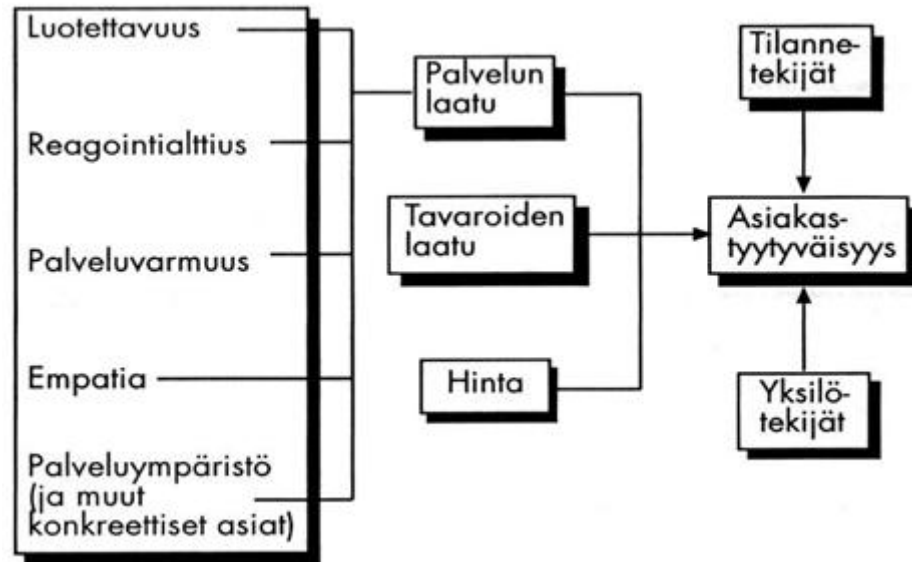 Luotettavuus
Reagointialttius
Palveluvarmuus
Empatia
Palveluympäristö
(ja muut
konkreettiset asiat)
Palvelun
laatu
Tavaroiden
laatu
Hinta
Tilanne-
tekijät
Asiakas-
tyytyväisyys
Yksilö-
tekijät